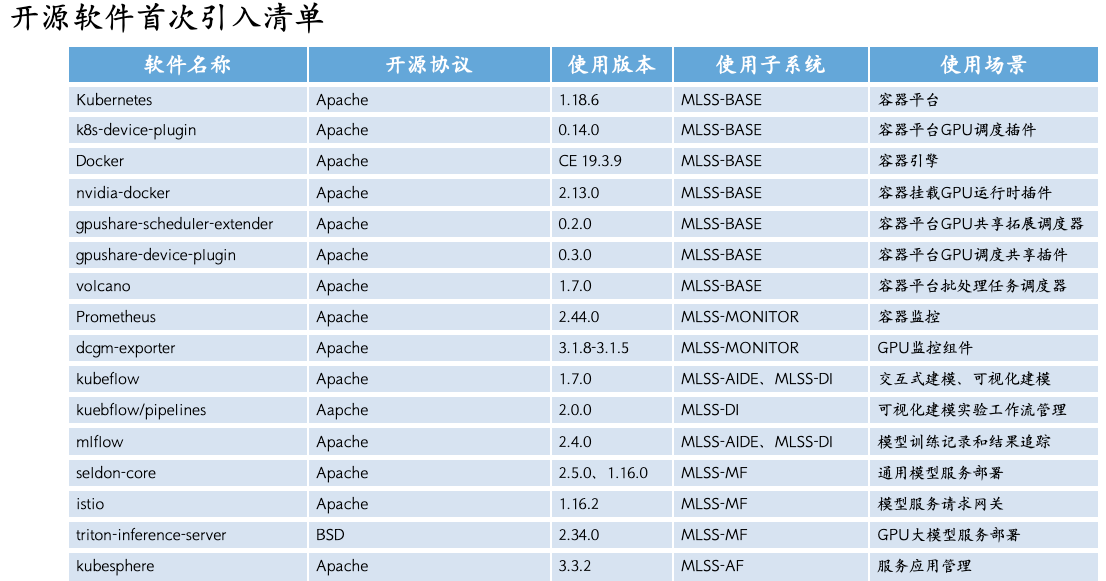 开源软件首次引入清单
软件名称 开源协议 使用版本 使用子系统 使用场景
Kubernetes Apache 1.18.6 MLSS-BASE 容器平台
k8s-device-plugin Apache 0.14.0 MLSS-BASE 容器平台GPU调度插件
Docker Apache CE 19.3.9 MLSS-BASE 容器引擎
nvidia-docker Apache 2.13.0 MLSS-BASE 容器挂载GPU运行时插件
gpushare-scheduler-extender Apache 0.2.0 MLSS-BASE 容器平台GPU共享拓展调度器
gpushare-device-plugin Apache 0.3.0 MLSS-BASE 容器平台GPU调度共享插件
volcano Apache 1.7.0 MLSS-BASE 容器平台批处理任务调度器
Prometheus Apache 2.44.0 MLSS-MONITOR 容器监控
dcgm-exporter Apache 3.1.8-3.1.5 MLSS-MONITOR GPU监控组件
kubeflow Apache 1.7.0 MLSS-AIDE、MLSS-DI 交互式建模、可视化建模
kuebflow/pipelines Aapche 2.0.0 MLSS-DI 可视化建模实验工作流管理
mlflow Apache 2.4.0 MLSS-AIDE、MLSS-DI 模型训练记录和结果追踪
seldon-core Apache 2.5.0、1.16.0 MLSS-MF 通用模型服务部署
istio Apache 1.16.2 MLSS-MF 模型服务请求网关
triton-inference-server BSD 2.34.0 MLSS-MF GPU大模型服务部署
kubesphere Apache 3.3.2 MLSS-AF 服务应用管理